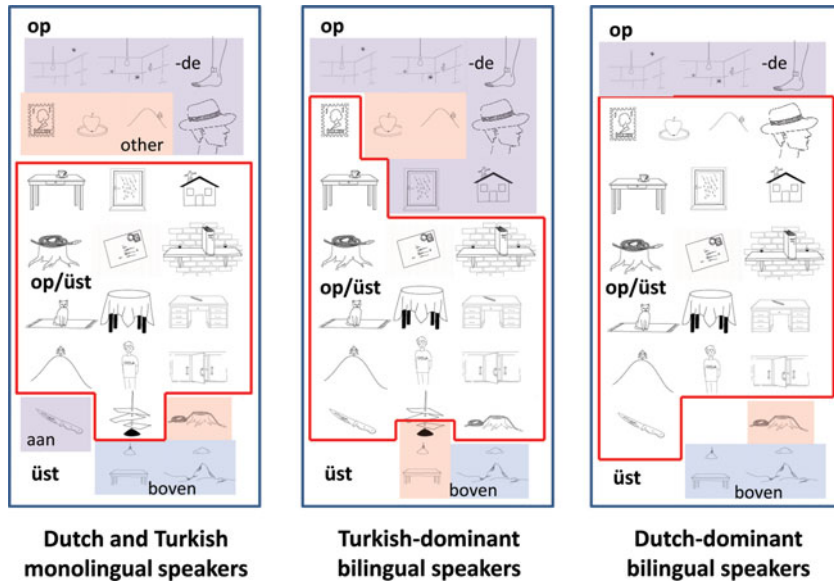 op
-de
other
op/üst
aan
üst
boven
op
-de
op/üst
üst
boven
op
-de
op/üst
üst
boven
Dutch and Turkish
monolingual speakers
Turkish-dominant
bilingual speakers
Dutch-dominant
bilingual speakers